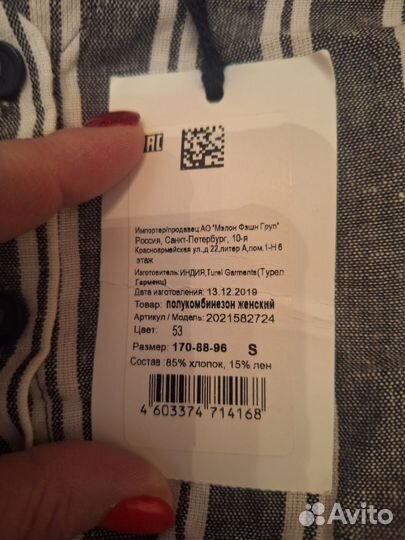 EAC
Импортер/продавец: АО "Мэлон Фэшн Груп"
Россия, Санкт-Петербург, 10-я
Красноармейская ул.,д 22,литер А,пом.1-Н 6
этаж
Изготовитель: ИНДИЯ,Turel Garments(Турел
Гарменц)
Дата изготовления: 13.12.2019
Товар: полукомбинезон женский
Артикул / Модель: 2021582724
Цвет: 53
Размер: 170-88-96 S
Состав :85% хлопок, 15% лен
4 603374 714168
Avito